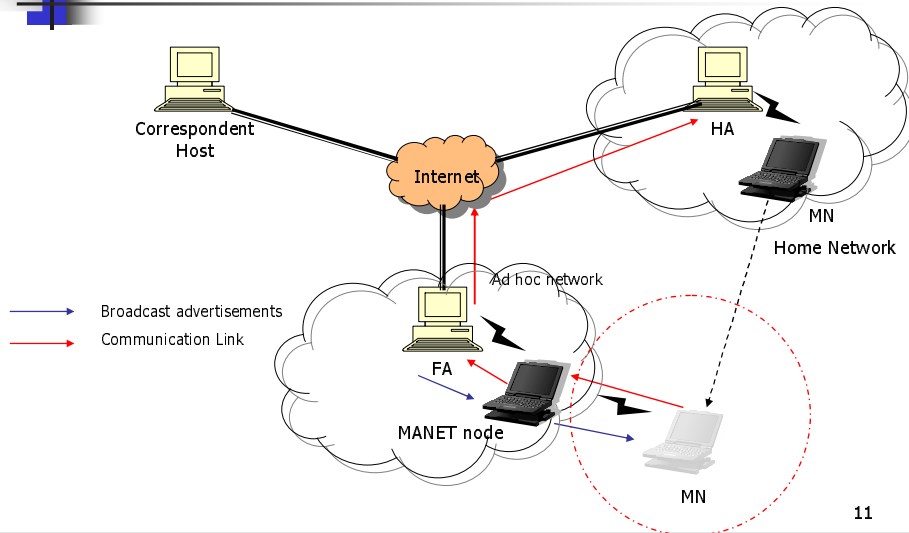 Correspondent
Host
HA
Internet
MN
Home Network
Ad hoc network
Broadcast advertisements
Communication Link
FA
MANET node
MN
11